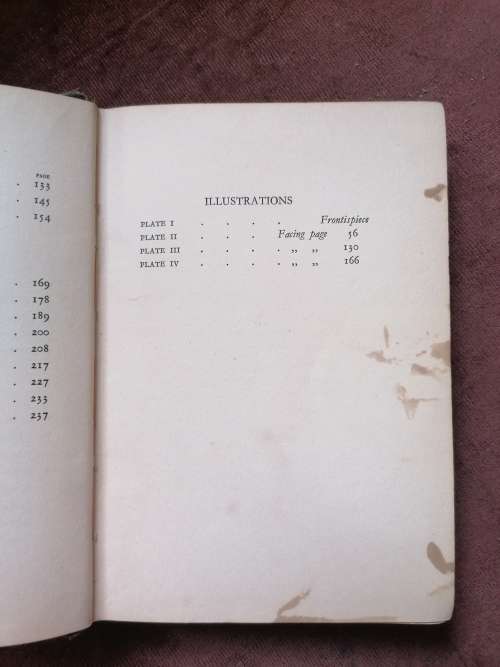 PAGE
. 133
. 145
. 154
. 169
. 178
. 189
. 200
. 208
. 217
. 227
. 233
. 237
ILLUSTRATIONS
PLATE I . . . . Frontispiece
PLATE II . . . Facing page 56
PLATE III . . . . „ „ 130
PLATE IV . . . . „ „ 166